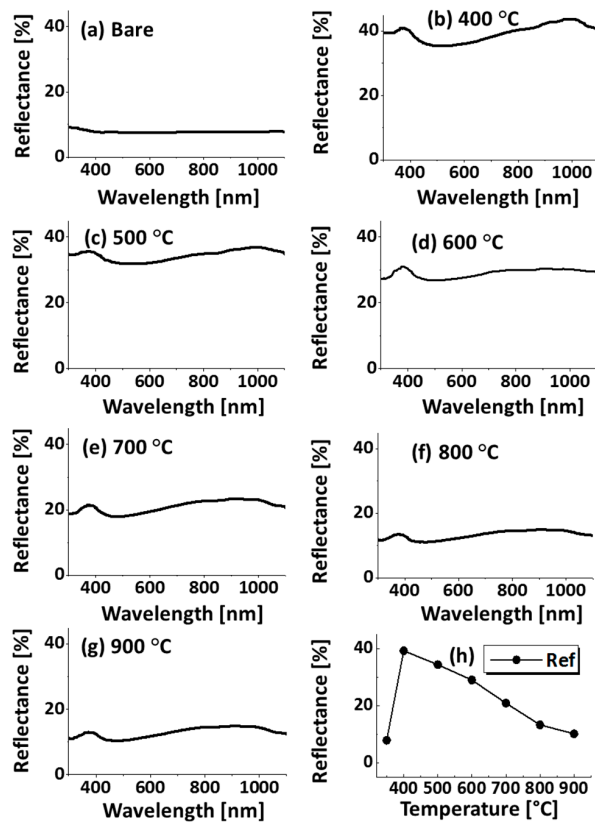 (a) Bare
Reflectance [%]
40
20
0
400 600 800 1000
Wavelength [nm]
(b) 400 °C
Reflectance [%]
40
20
0
400 600 800 1000
Wavelength [nm]
(c) 500 °C
Reflectance [%]
40
20
0
400 600 800 1000
Wavelength [nm]
(d) 600 °C
Reflectance [%]
40
20
0
400 600 800 1000
Wavelength [nm]
(e) 700 °C
Reflectance [%]
40
20
0
400 600 800 1000
Wavelength [nm]
(f) 800 °C
Reflectance [%]
40
20
0
400 600 800 1000
Wavelength [nm]
(g) 900 °C
Reflectance [%]
40
20
0
400 600 800 1000
Wavelength [nm]
(h) Ref
Reflectance [%]
40
20
0
400 500 600 700 800 900
Temperature [°C]